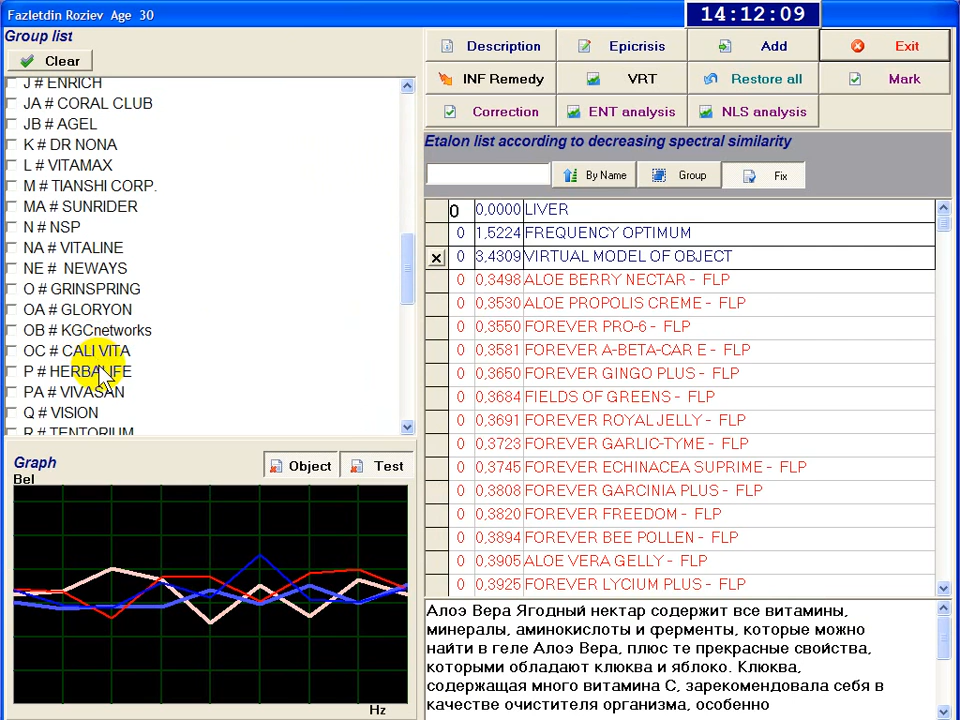 Fazletdin Roziev Age 30
14:12:09
Group list
Clear
J # ENRICH
JA # CORAL CLUB
JB # AGEL
K # DR NONA
L # VITAMAX
M # TIANSHI CORP.
MA # SUNRIDER
N # NSP
NA # VITALINE
NE # NEWAYS
O # GRINSPRING
OA # GLORYON
OB # KGCnetworks
OC # CALI VITA
P # HERBALIFE
PA # VIVASAN
Q # VISION
R # TENTORIUM
Description
Epicrisis
Add
Exit
INF Remedy
VRT
Restore all
Mark
Correction
ENT analysis
NLS analysis
Etalon list according to decreasing spectral similarity
By Name
Group
Fix
0 0,0000 LIVER
0 1,5224 FREQUENCY OPTIMUM
x 0 3,4309 VIRTUAL MODEL OF OBJECT
0 0,3498 ALOE BERRY NECTAR - FLP
0 0,3530 ALOE PROPOLIS CREME - FLP
0 0,3550 FOREVER PRO-6 - FLP
0 0,3581 FOREVER A-BETA-CAR E - FLP
0 0,3650 FOREVER GINGO PLUS - FLP
0 0,3684 FIELDS OF GREENS - FLP
0 0,3691 FOREVER ROYAL JELLY - FLP
0 0,3723 FOREVER GARLIC-TYME - FLP
0 0,3745 FOREVER ECHINACEA SUPRIME - FLP
0 0,3808 FOREVER GARCINIA PLUS - FLP
0 0,3820 FOREVER FREEDOM - FLP
0 0,3894 FOREVER BEE POLLEN - FLP
0 0,3905 ALOE VERA GELLY - FLP
0 0,3925 FOREVER LYCIUM PLUS - FLP
Graph
Object
Test
Bel
Hz
Алоэ Вера Ягодный нектар содержит все витамины,
минералы, аминокислоты и ферменты, которые можно
найти в геле Алоэ Вера, плюс те прекрасные свойства,
которыми обладают клюква и яблоко. Клюква,
содержащая много витамина С, зарекомендовала себя в
качестве очистителя организма, особенно